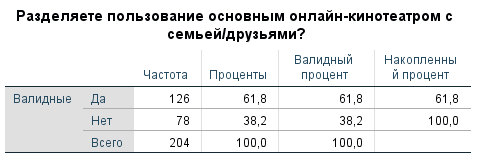 Разделяете пользование основным онлайн-кинотеатром с
семьей/друзьями?
Валидный Накопленны
Частота Проценты процент й процент
Валидные Да 126 61,8 61,8 61,8
Нет 78 38,2 38,2 100,0
Всего 204 100,0 100,0